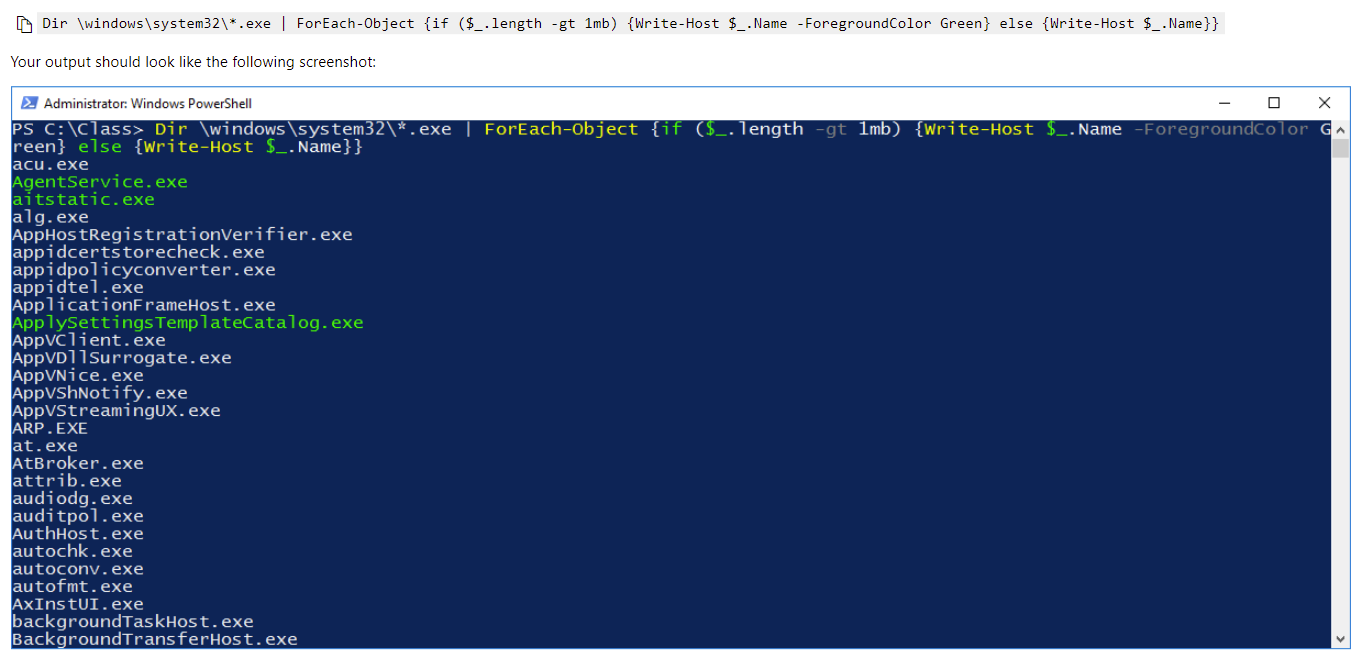 Dir \windows\system32\*.exe | ForEach-Object {if ($_.length -gt 1mb) {Write-Host $_.Name -ForegroundColor Green} else {Write-Host $_.Name}}
Your output should look like the following screenshot:
Administrator: Windows PowerShell
PS C:\Class> Dir \windows\system32\*.exe | ForEach-Object {if ($_.length -gt 1mb) {Write-Host $_.Name -ForegroundColor G
reen} else {Write-Host $_.Name}}
acu.exe
AgentService.exe
aitstatic.exe
alg.exe
AppHostRegistrationVerifier.exe
appidcertstorecheck.exe
appidpolicyconverter.exe
appidtel.exe
ApplicationFrameHost.exe
ApplySettingsTemplateCatalog.exe
AppVClient.exe
AppVDllSurrogate.exe
AppVNice.exe
AppVShNotify.exe
AppVStreamingUX.exe
ARP.EXE
at.exe
AtBroker.exe
attrib.exe
audiodg.exe
auditpol.exe
AuthHost.exe
autochk.exe
autoconv.exe
autofmt.exe
AxInstUI.exe
backgroundTaskHost.exe
BackgroundTransferHost.exe